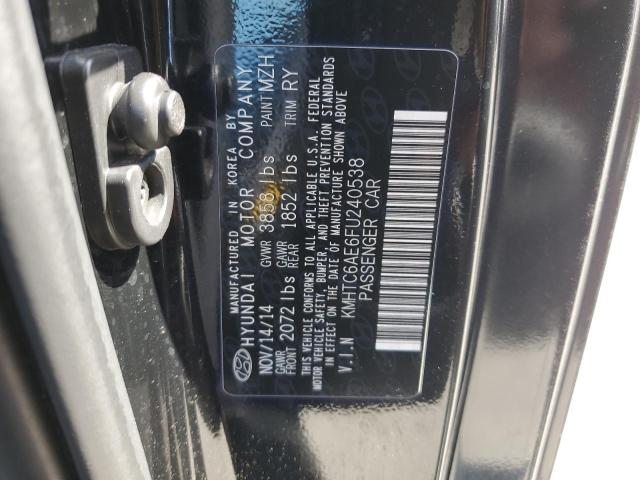 MANUFACTURED IN KOREA BY
HYUNDAI MOTOR COMPANY
NOV/14/14 GVWR 3858 lbs PAINT MZH
GAWR FRONT 2072 lbs GAWR REAR 1852 lbs TRIM RY
THIS VEHICLE CONFORMS TO ALL APPLICABLE U.S.A. FEDERAL
MOTOR VEHICLE SAFETY, BUMPER, AND THEFT PREVENTION STANDARDS
IN EFFECT ON THE DATE OF MANUFACTURE SHOWN ABOVE
V.I.N KMHTC6AE6FU240538
PASSENGER CAR